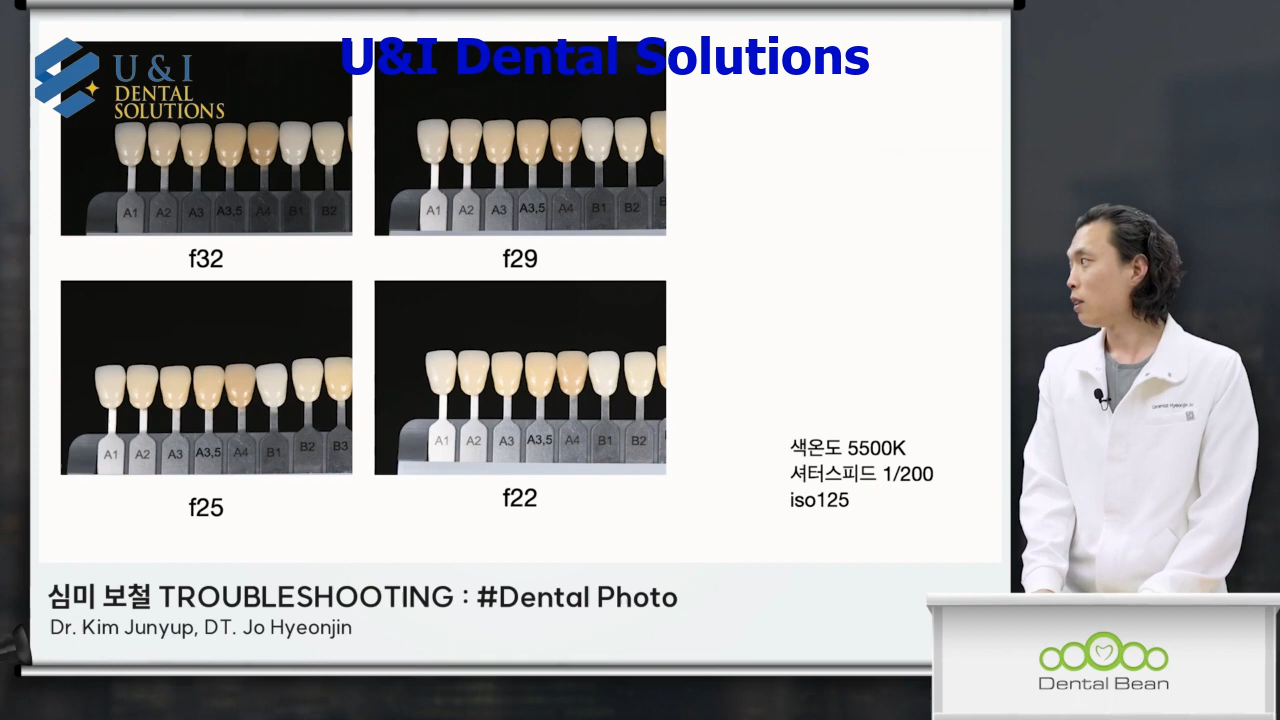 U&I Dental Solutions
U & I
DENTAL
SOLUTIONS
A1 A2 A3 A3,5 A4 B1 B2
A1 A2 A3 A3,5 A4 B1 B2
f32
f29
A1 A2 A3 A3,5 A4 B1 B2 B3
A1 A2 A3 A3,5 A4 B1 B2
f25
f22
색온도 5500K
셔터스피드 1/200
iso125
심미 보철 TROUBLESHOOTING : #Dental Photo
Dr. Kim Junyup, DT. Jo Hyeonjin
Dental Bean